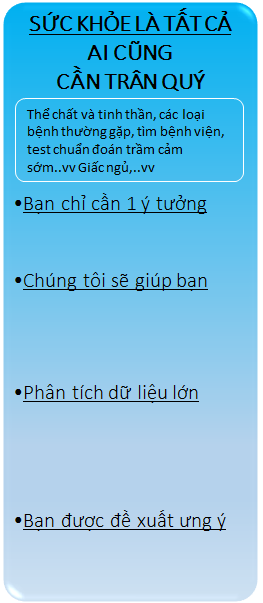 SỨC KHỎE LÀ TẤT CẢ
AI CŨNG
CẦN TRÂN QUÝ
Thể chất và tinh thần, các loại
bệnh thường gặp, tìm bệnh viện,
test chuẩn đoán trầm cảm
sớm..vv Giấc ngủ,..vv
•Bạn chỉ cần 1 ý tưởng
•Chúng tôi sẽ giúp bạn
•Phân tích dữ liệu lớn
•Bạn được đề xuất ưng ý